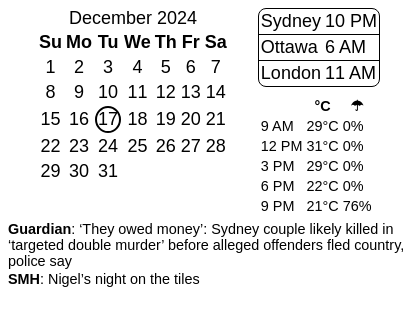 December 2024
Su Mo Tu We Th Fr Sa
1 2 3 4 5 6 7
8 9 10 11 12 13 14
15 16 17 18 19 20 21
22 23 24 25 26 27 28
29 30 31
Sydney 10 PM
Ottawa 6 AM
London 11 AM
°C ☂
9 AM 29°C 0%
12 PM 31°C 0%
3 PM 29°C 0%
6 PM 22°C 0%
9 PM 21°C 76%
Guardian: ‘They owed money’: Sydney couple likely killed in
‘targeted double murder’ before alleged offenders fled country,
police say
SMH: Nigel’s night on the tiles